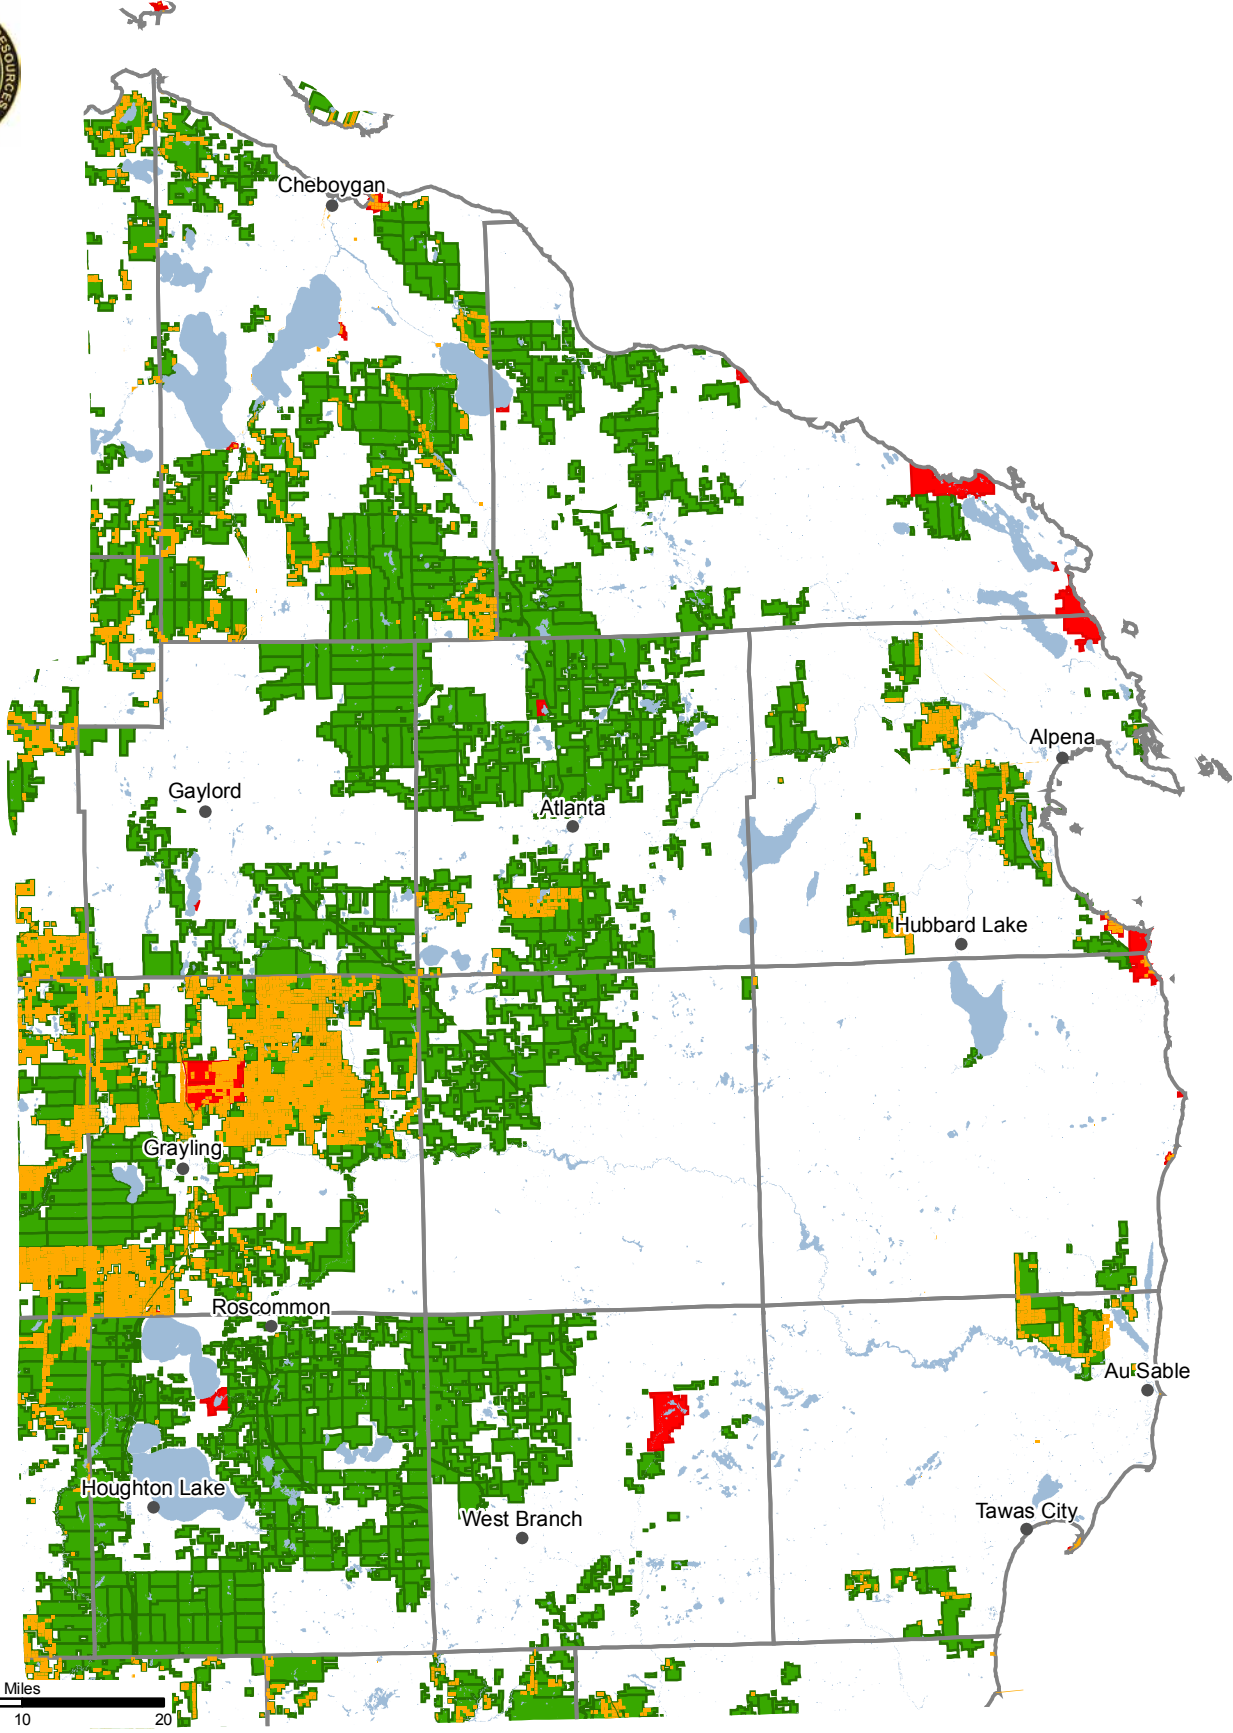 RESOURCES
Cheboygan
Alpena
Gaylord
Atlanta
Hubbard Lake
Grayling
Roscommon
Au Sable
Houghton Lake
West Branch
Tawas City
Miles
10
20